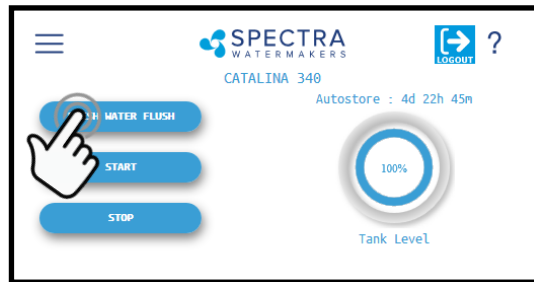 SPECTRA
WATERMAKERS
LOGOUT
?
CATALINA 340
Autostore : 4d 22h 45m
H WATER FLUSH
START
100%
STOP
Tank Level